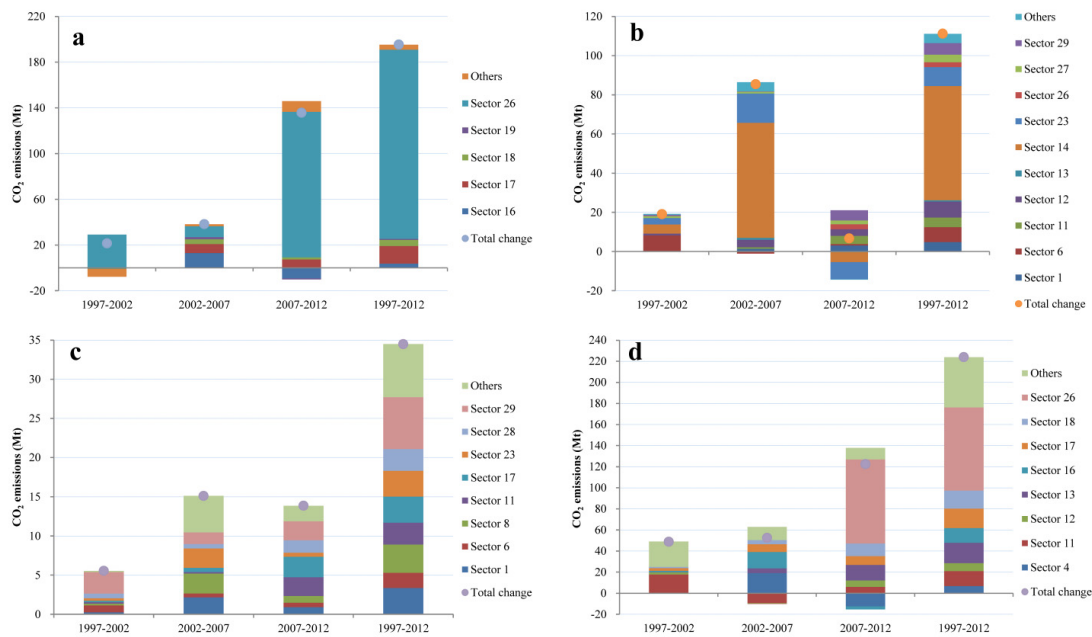 a
CO2 emissions (Mt)
220
180
140
100
60
20
-20
1997-2002
2002-2007
2007-2012
1997-2012
Others
Sector 26
Sector 19
Sector 18
Sector 17
Sector 16
Total change
b
CO2 emissions (Mt)
120
100
80
60
40
20
0
-20
1997-2002
2002-2007
2007-2012
1997-2012
Others
Sector 29
Sector 27
Sector 26
Sector 23
Sector 14
Sector 13
Sector 12
Sector 11
Sector 6
Sector 1
Total change
c
CO2 emissions (Mt)
35
30
25
20
15
10
5
0
1997-2002
2002-2007
2007-2012
1997-2012
Others
Sector 29
Sector 28
Sector 23
Sector 17
Sector 11
Sector 8
Sector 6
Sector 1
Total change
d
CO2 emissions (Mt)
240
220
200
180
160
140
120
100
80
60
40
20
0
-20
1997-2002
2002-2007
2007-2012
1997-2012
Others
Sector 26
Sector 18
Sector 17
Sector 16
Sector 13
Sector 12
Sector 11
Sector 4
Total change